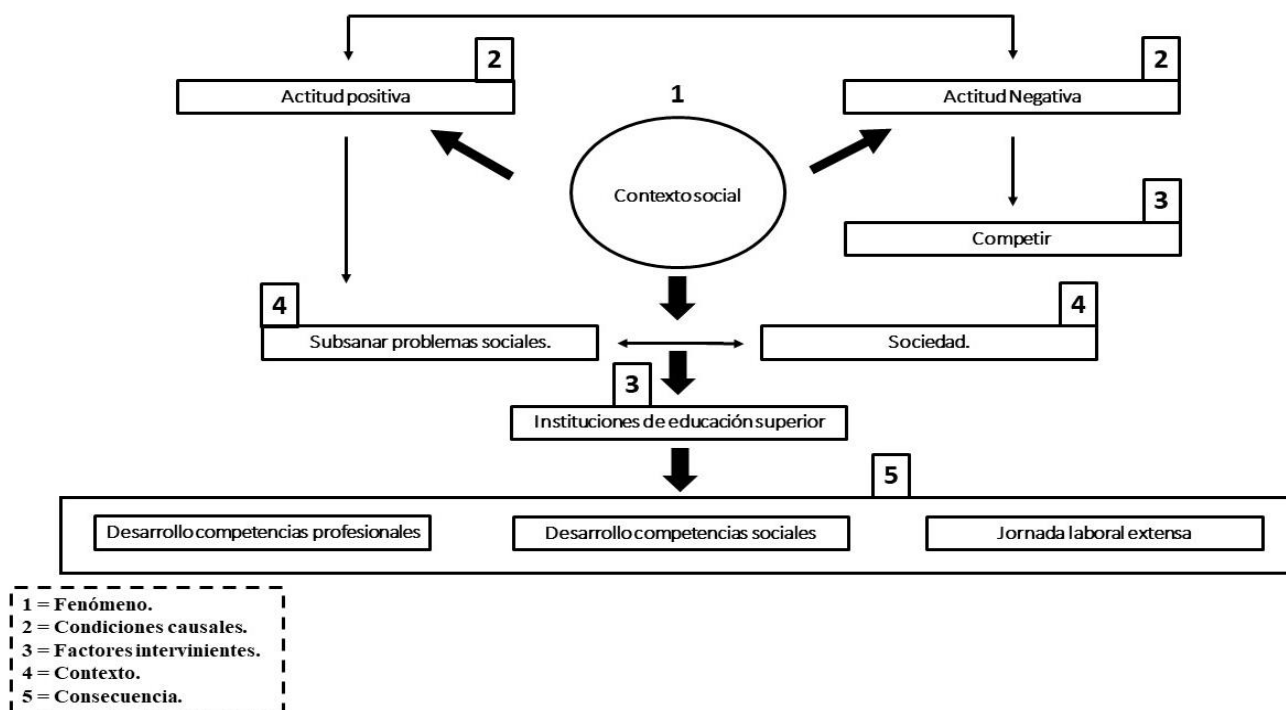 2
2
Actitud positiva
1
Actitud Negativa
Contexto social
3
Competir
4
4
Subsanar problemas sociales.
Sociedad.
3
Instituciones de educación superior
5
Desarrollo competencias profesionales
Desarrollo competencias sociales
Jornada laboral extensa
1 = Fenómeno.
2 = Condiciones causales.
3 = Factores intervinientes.
4 = Contexto.
5 = Consecuencia.